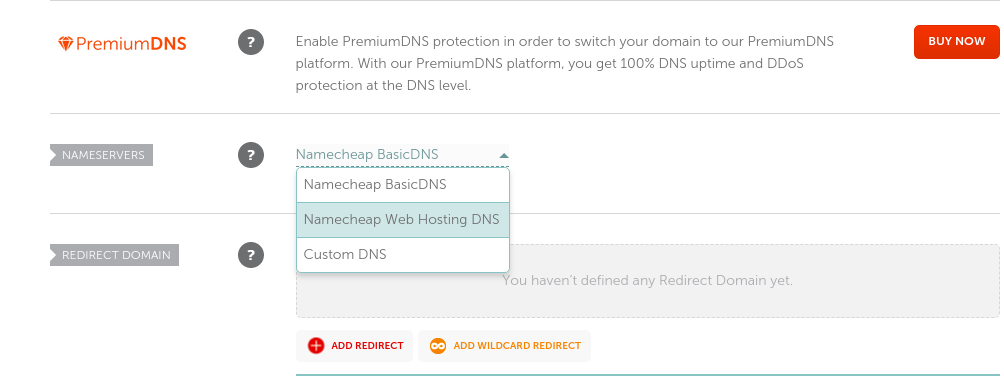 PremiumDNS
?
Enable PremiumDNS protection in order to switch your domain to our PremiumDNS
platform. With our PremiumDNS platform, you get 100% DNS uptime and DDoS
protection at the DNS level.
BUY NOW
NAMESERVERS
?
Namecheap BasicDNS
Namecheap BasicDNS
Namecheap Web Hosting DNS
Custom DNS
REDIRECT DOMAIN
?
You haven't defined any Redirect Domain yet.
ADD REDIRECT
ADD WILDCARD REDIRECT